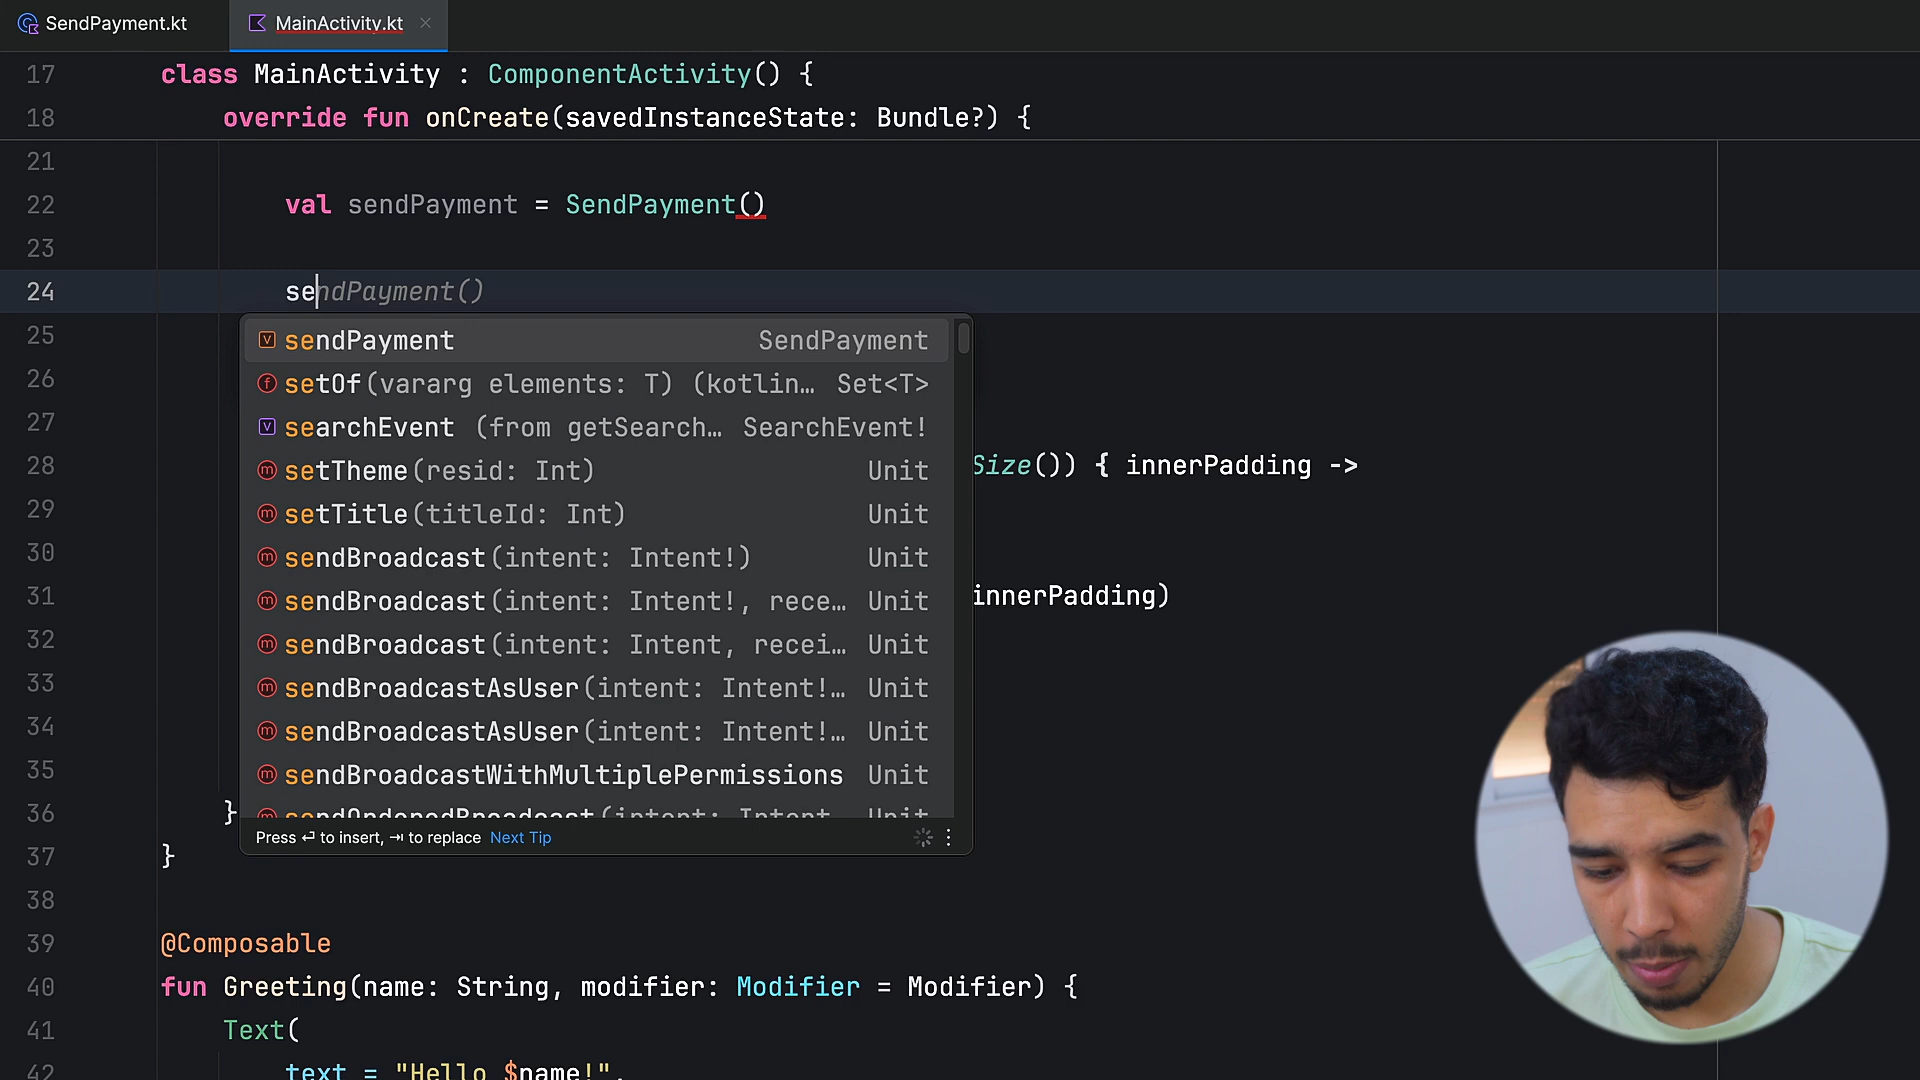 SendPayment.kt
MainActivity.kt
17 class MainActivity : ComponentActivity() {
18 override fun onCreate(savedInstanceState: Bundle?) {
21
22 val sendPayment = SendPayment()
23
24 sendPayment()
25 sendPayment SendPayment
26 setOf(vararg elements: T) (kotlin… Set<T>
27 searchEvent (from getSearch… SearchEvent!
28 Size()) { innerPadding ->
setTheme(resid: Int) Unit
29 setTitle(titleId: Int) Unit
30 sendBroadcast(intent: Intent!) Unit
31 innerPadding)
sendBroadcast(intent: Intent!, rece… Unit
32 sendBroadcast(intent: Intent, recei… Unit
33 sendBroadcastAsUser(intent: Intent!… Unit
34 sendBroadcastAsUser(intent: Intent!… Unit
35 sendBroadcastWithMultiplePermissions Unit
36 }
sendOrderedBroadcast(intent: Intent Unit
Press ⏎ to insert, ⇥ to replace Next Tip
37 }
38
39 @Composable
40 fun Greeting(name: String, modifier: Modifier = Modifier) {
41 Text(
42 text = "Hello $name!",